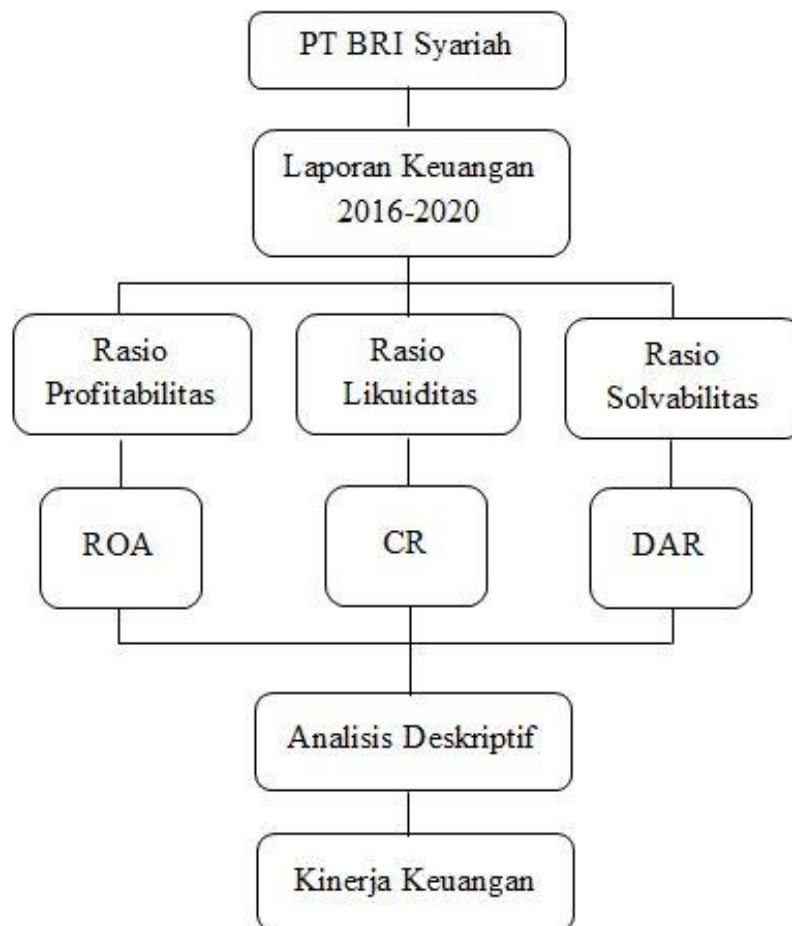 PT BRI Syariah
Laporan Keuangan
2016-2020
Rasio
Profitabilitas
Rasio
Likuiditas
Rasio
Solvabilitas
ROA
CR
DAR
Analisis Deskriptif
Kinerja Keuangan